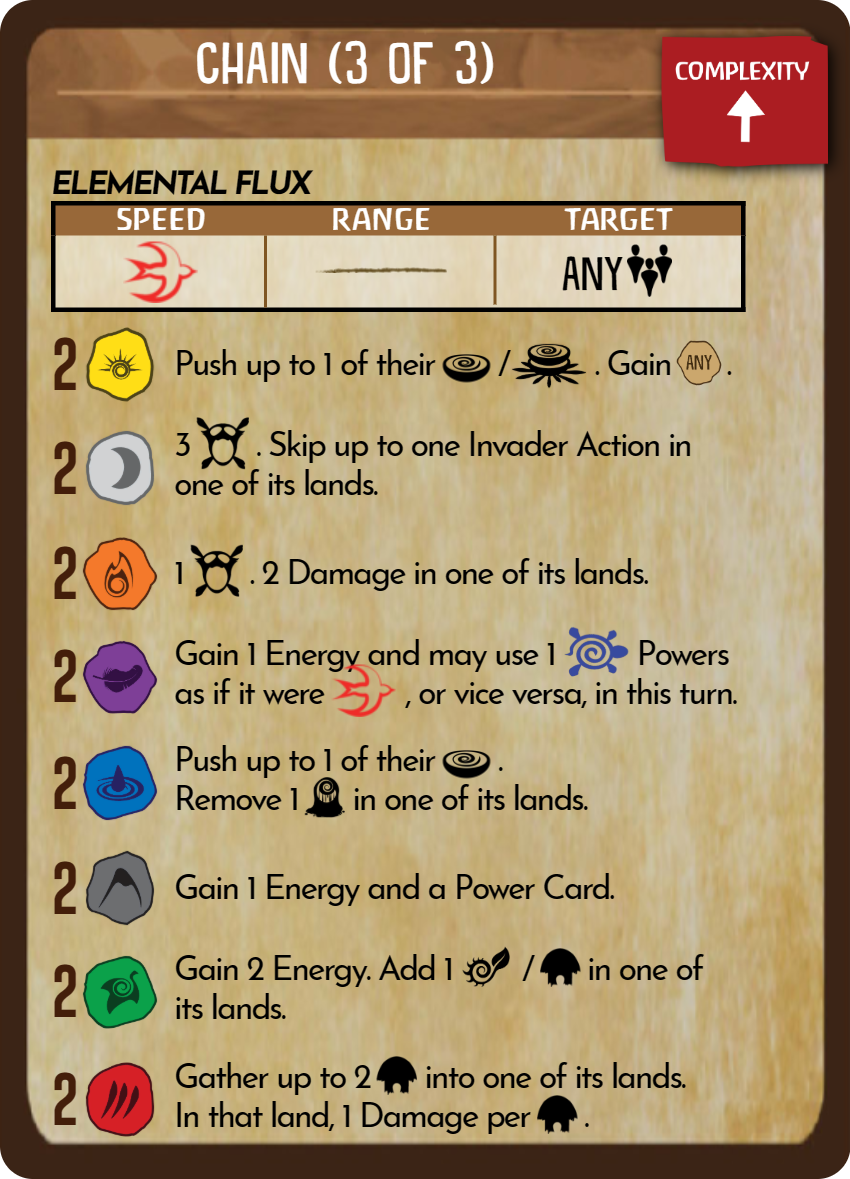 CHAIN (3 OF 3)
COMPLEXITY
ELEMENTAL FLUX
SPEED RANGE TARGET
ANY
2 Push up to 1 of their / . Gain ANY .
2 3 . Skip up to one Invader Action in
one of its lands.
2 1 . 2 Damage in one of its lands.
2 Gain 1 Energy and may use 1 Powers
as if it were , or vice versa, in this turn.
2 Push up to 1 of their .
Remove 1 in one of its lands.
2 Gain 1 Energy and a Power Card.
2 Gain 2 Energy. Add 1 / in one of
its lands.
2 Gather up to 2 into one of its lands.
In that land, 1 Damage per .